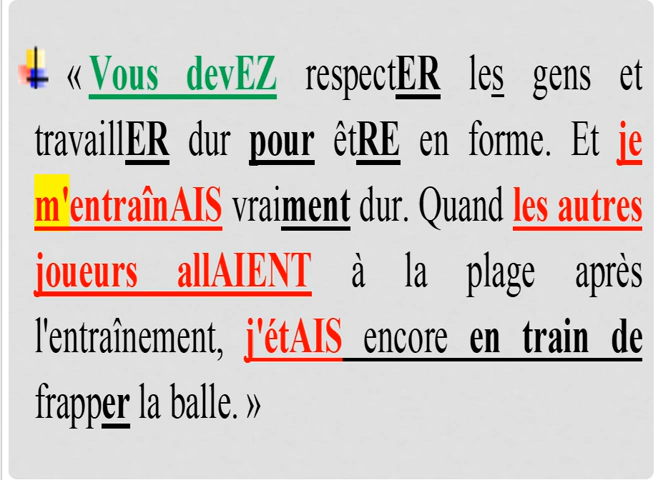 « Vous devEZ respectER les gens et
travaillER dur pour êtRE en forme. Et je
m'entraînAIS vraiment dur. Quand les autres
joueurs allAIENT à la plage après
l'entraînement, j'étAIS encore en train de
frapper la balle. »